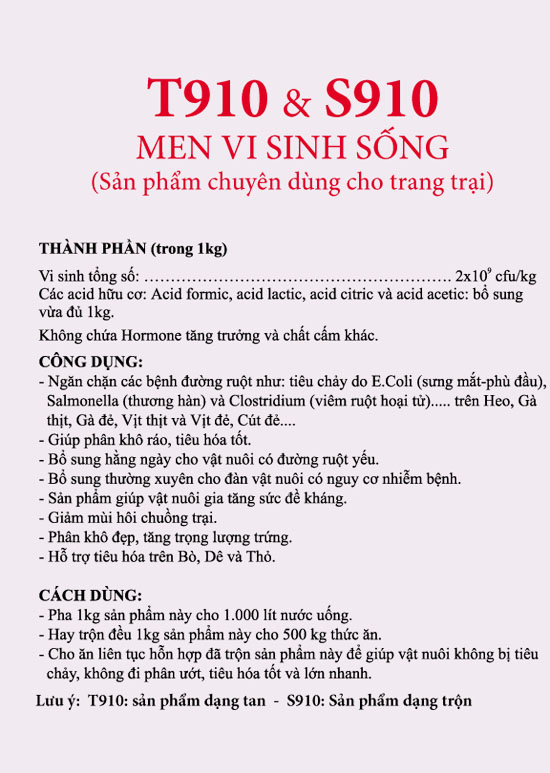 T910 & S910
MEN VI SINH SỐNG
(Sản phẩm chuyên dùng cho trang trại)
THÀNH PHẦN (trong 1kg)
Vi sinh tổng số: ……………………………………………… 2x10⁹ cfu/kg
Các acid hữu cơ: Acid formic, acid lactic, acid citric và acid acetic: bổ sung
vừa đủ 1kg.
Không chứa Hormone tăng trưởng và chất cấm khác.
CÔNG DỤNG:
- Ngăn chặn các bệnh đường ruột như: tiêu chảy do E.Coli (sưng mắt-phù đầu),
Salmonella (thương hàn) và Clostridium (viêm ruột hoại tử)..... trên Heo, Gà
thịt, Gà đẻ, Vịt thịt và Vịt đẻ, Cút đẻ....
- Giúp phân khô ráo, tiêu hóa tốt.
- Bổ sung hằng ngày cho vật nuôi có đường ruột yếu.
- Bổ sung thường xuyên cho đàn vật nuôi có nguy cơ nhiễm bệnh.
- Sản phẩm giúp vật nuôi gia tăng sức đề kháng.
- Giảm mùi hôi chuồng trại.
- Phân khô đẹp, tăng trọng lượng trứng.
- Hỗ trợ tiêu hóa trên Bò, Dê và Thỏ.
CÁCH DÙNG:
- Pha 1kg sản phẩm này cho 1.000 lít nước uống.
- Hay trộn đều 1kg sản phẩm này cho 500 kg thức ăn.
- Cho ăn liên tục hỗn hợp đã trộn sản phẩm này để giúp vật nuôi không bị tiêu
chảy, không đi phân ướt, tiêu hóa tốt và lớn nhanh.
Lưu ý: T910: sản phẩm dạng tan - S910: Sản phẩm dạng trộn